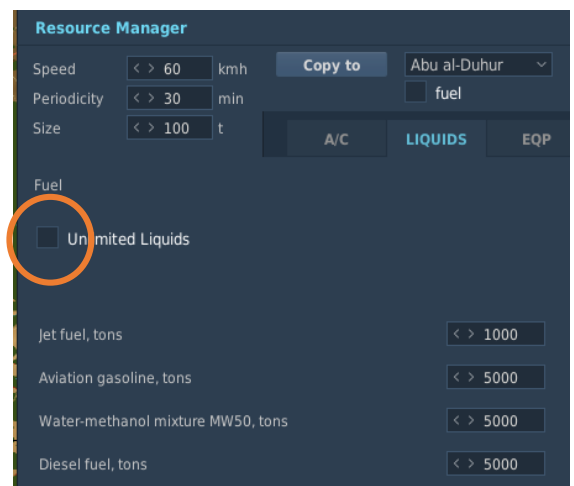 Resource Manager
Speed < > 60 kmh Copy to Abu al-Duhur
Periodicity < > 30 min fuel
Size < > 100 t
A/C LIQUIDS EQP
Fuel
Unlimited Liquids
Jet fuel, tons < > 1000
Aviation gasoline, tons < > 5000
Water-methanol mixture MW50, tons < > 5000
Diesel fuel, tons < > 5000